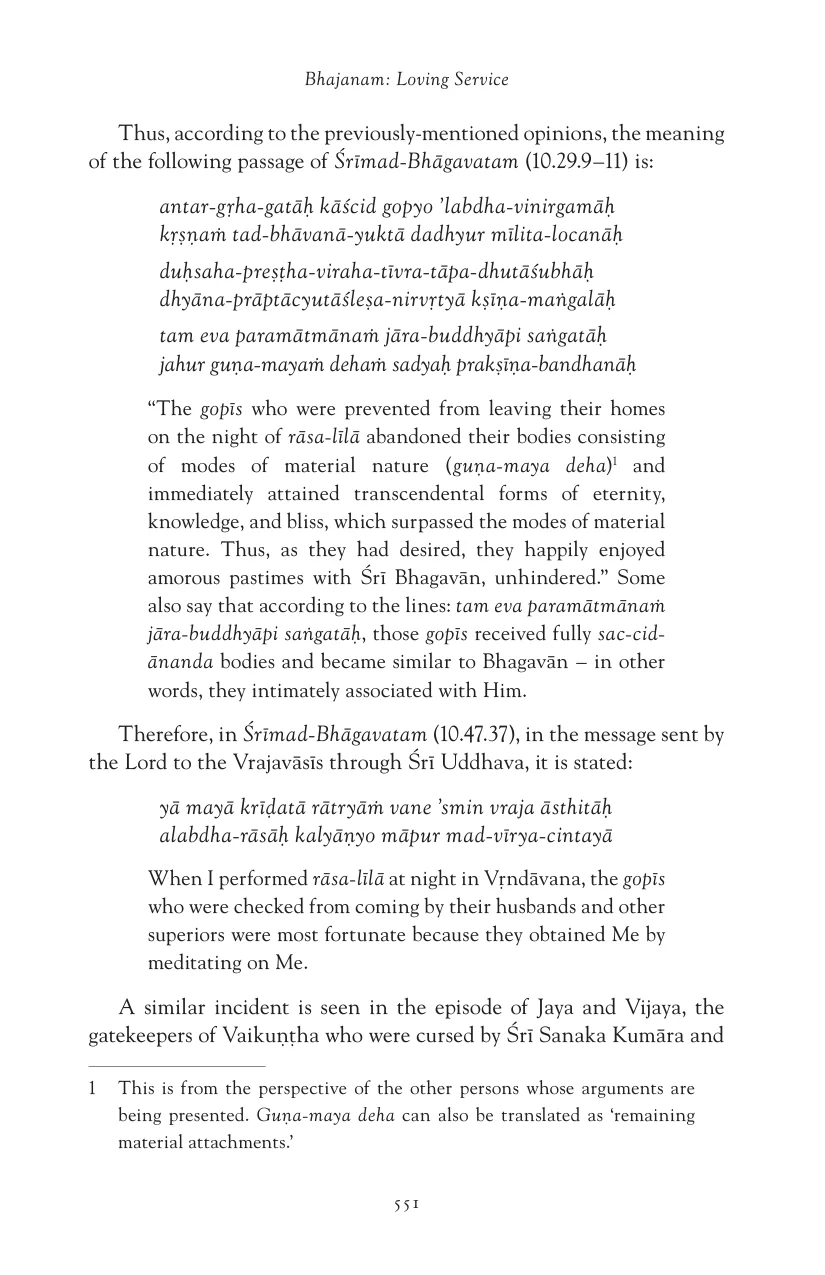 Bhajanam: Loving Service
Thus, according to the previously-mentioned opinions, the meaning
of the following passage of Śrīmad-Bhāgavatam (10.29.9–11) is:
antar-gṛha-gatāḥ kāścid gopyo ’labdha-vinirgamāḥ
kṛṣṇaṁ tad-bhāvanā-yuktā dadhyur mīlita-locanāḥ
duḥsaha-preṣṭha-viraha-tīvra-tāpa-dhutāśubhāḥ
dhyāna-prāptācyutāśleṣa-nirvṛtyā kṣīṇa-maṅgalāḥ
tam eva paramātmānaṁ jāra-buddhyāpi saṅgatāḥ
jahur guṇa-mayaṁ dehaṁ sadyaḥ prakṣīṇa-bandhanāḥ
“The gopīs who were prevented from leaving their homes
on the night of rāsa-līlā abandoned their bodies consisting
of modes of material nature (guṇa-maya deha)1 and
immediately attained transcendental forms of eternity,
knowledge, and bliss, which surpassed the modes of material
nature. Thus, as they had desired, they happily enjoyed
amorous pastimes with Śrī Bhagavān, unhindered.” Some
also say that according to the lines: tam eva paramātmānaṁ
jāra-buddhyāpi saṅgatāḥ, those gopīs received fully sac-cid-
ānanda bodies and became similar to Bhagavān – in other
words, they intimately associated with Him.
Therefore, in Śrīmad-Bhāgavatam (10.47.37), in the message sent by
the Lord to the Vrajavāsīs through Śrī Uddhava, it is stated:
yā mayā krīḍatā rātryāṁ vane ’smin vraja āsthitāḥ
alabdha-rāsāḥ kalyāṇyo māpur mad-vīrya-cintayā
When I performed rāsa-līlā at night in Vṛndāvana, the gopīs
who were checked from coming by their husbands and other
superiors were most fortunate because they obtained Me by
meditating on Me.
A similar incident is seen in the episode of Jaya and Vijaya, the
gatekeepers of Vaikuṇṭha who were cursed by Śrī Sanaka Kumāra and
1 This is from the perspective of the other persons whose arguments are
being presented. Guṇa-maya deha can also be translated as ‘remaining
material attachments.’
551